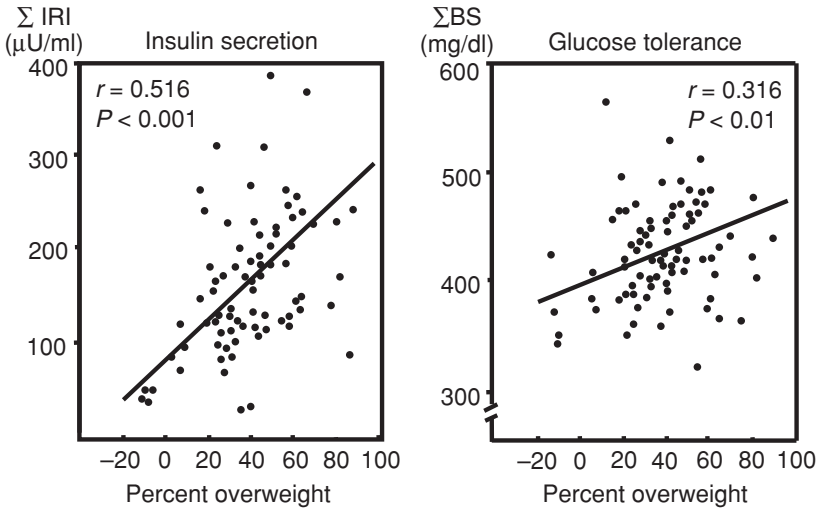 Σ IRI
(μU/ml)
Insulin secretion
400
300
200
100
r = 0.516
P < 0.001
−20 0 20 40 60 80 100
Percent overweight
ΣBS
(mg/dl)
Glucose tolerance
600
500
400
300
r = 0.316
P < 0.01
−20 0 20 40 60 80 100
Percent overweight